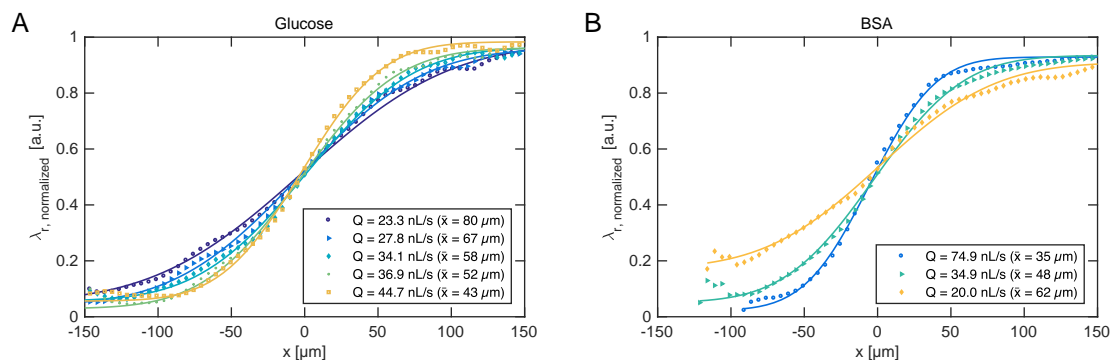 A
Glucose
1
0.8
0.6
0.4
0.2
0
λr, normalized [a.u.]
-150 -100 -50 0 50 100 150
x [µm]
Q = 23.3 nL/s (x̄ = 80 µm)
Q = 27.8 nL/s (x̄ = 67 µm)
Q = 34.1 nL/s (x̄ = 58 µm)
Q = 36.9 nL/s (x̄ = 52 µm)
Q = 44.7 nL/s (x̄ = 43 µm)
B
BSA
1
0.8
0.6
0.4
0.2
0
λr, normalized [a.u.]
-150 -100 -50 0 50 100 150
x [µm]
Q = 74.9 nL/s (x̄ = 35 µm)
Q = 34.9 nL/s (x̄ = 48 µm)
Q = 20.0 nL/s (x̄ = 62 µm)